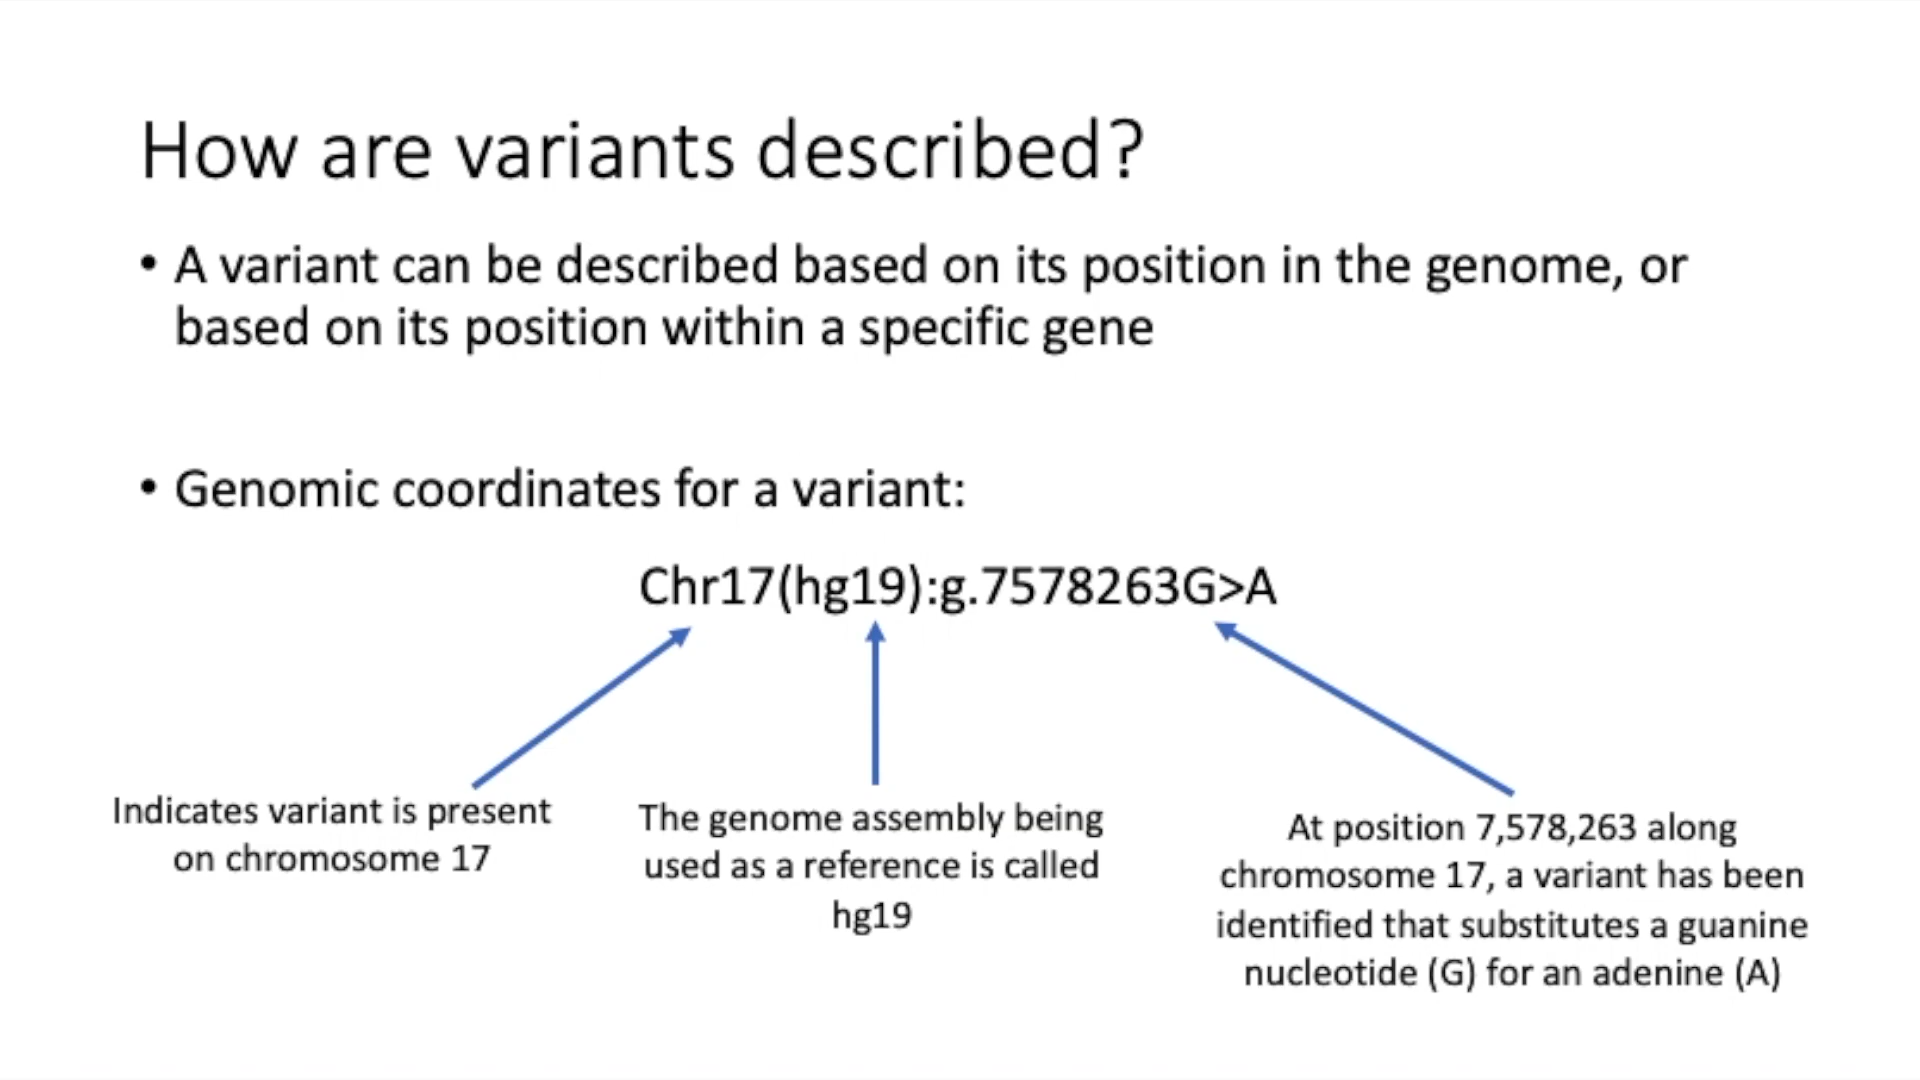 How are variants described?
• A variant can be described based on its position in the genome, or
based on its position within a specific gene
• Genomic coordinates for a variant:
Chr17(hg19):g.7578263G>A
Indicates variant is present
on chromosome 17
The genome assembly being
used as a reference is called
hg19
At position 7,578,263 along
chromosome 17, a variant has been
identified that substitutes a guanine
nucleotide (G) for an adenine (A)